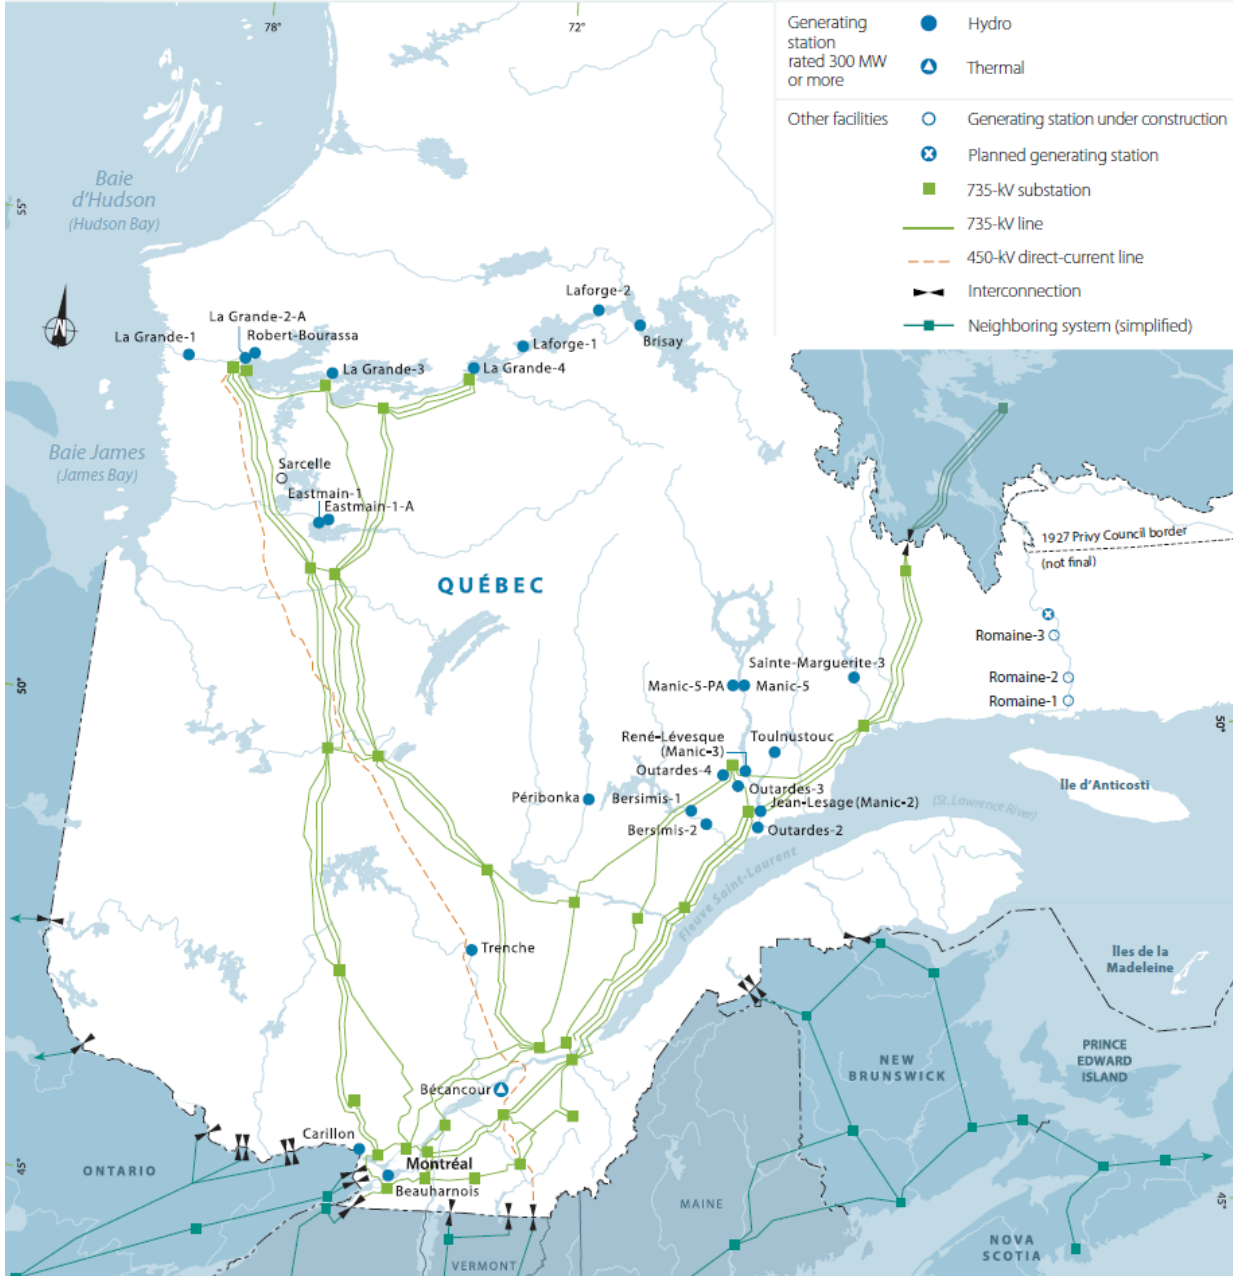 78°
72°
Generating
station
rated 300 MW
or more
Hydro
Thermal
Other facilities
Generating station under construction
Planned generating station
735-kV substation
735-kV line
450-kV direct-current line
Interconnection
Neighboring system (simplified)
Baie
d'Hudson
(Hudson Bay)
55°
N
Laforge-2
La Grande-2-A
Robert-Bourassa
La Grande-1
Laforge-1
Brisay
La Grande-3
La Grande-4
Baie James
(James Bay)
Sarcelle
Eastmain-1
Eastmain-1-A
1927 Privy Council border
(not final)
QUÉBEC
Romaine-3
Sainte-Marguerite-3
50°
Manic-5-PA
Manic-5
Romaine-2
Romaine-1
50°
René-Lévesque
(Manic-3)
Toulnustouc
Outardes-4
Outardes-3
Île d'Anticosti
Péribonka
Bersimis-1
Jean-Lesage (Manic-2)
(St. Lawrence River)
Bersimis-2
Outardes-2
Fleuve Saint-Laurent
Trenche
Îles de la
Madeleine
PRINCE
EDWARD
ISLAND
NEW
BRUNSWICK
Bécancour
Carillon
45°
ONTARIO
Montréal
Beauharnois
MAINE
45°
NOVA
SCOTIA
VERMONT